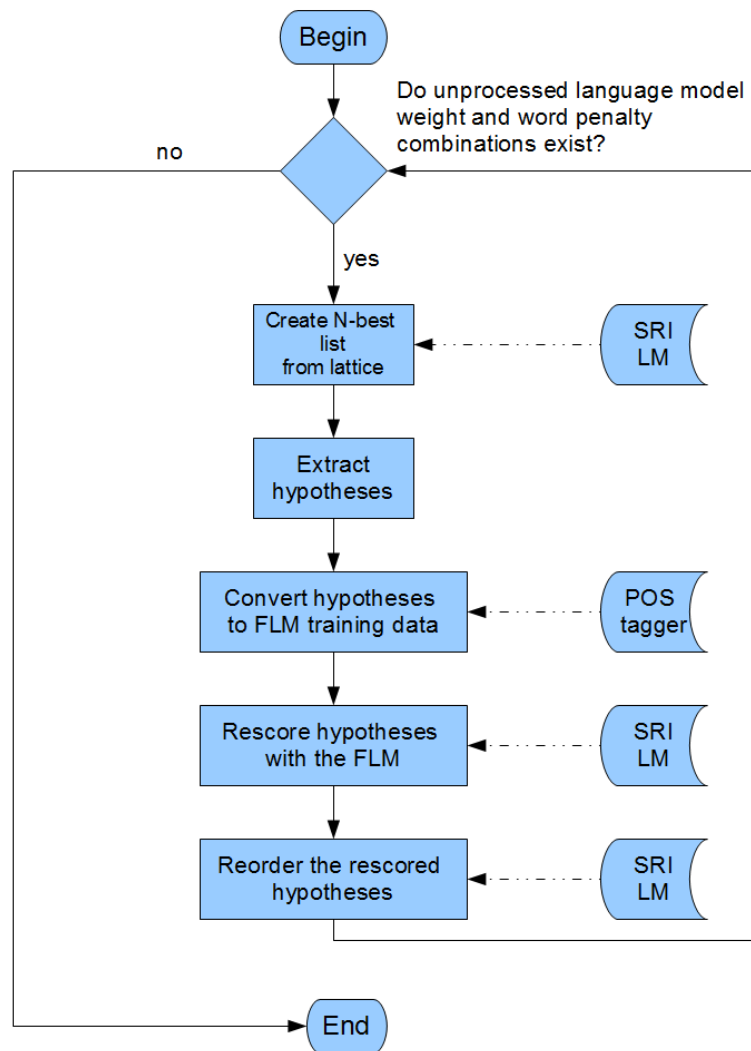 Begin
Do unprocessed language model
weight and word penalty
combinations exist?
no
yes
Create N-best
list
from lattice
SRI
LM
Extract
hypotheses
Convert hypotheses
to FLM training data
POS
tagger
Rescore hypotheses
with the FLM
SRI
LM
Reorder the rescored
hypotheses
SRI
LM
End